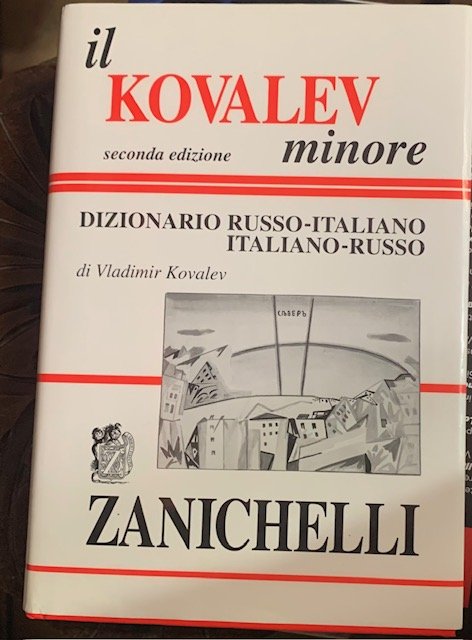 il
KOVALEV
seconda edizione minore
DIZIONARIO RUSSO-ITALIANO
ITALIANO-RUSSO
di Vladimir Kovalev
СѢВЕРЪ
Z
ZANICHELLI